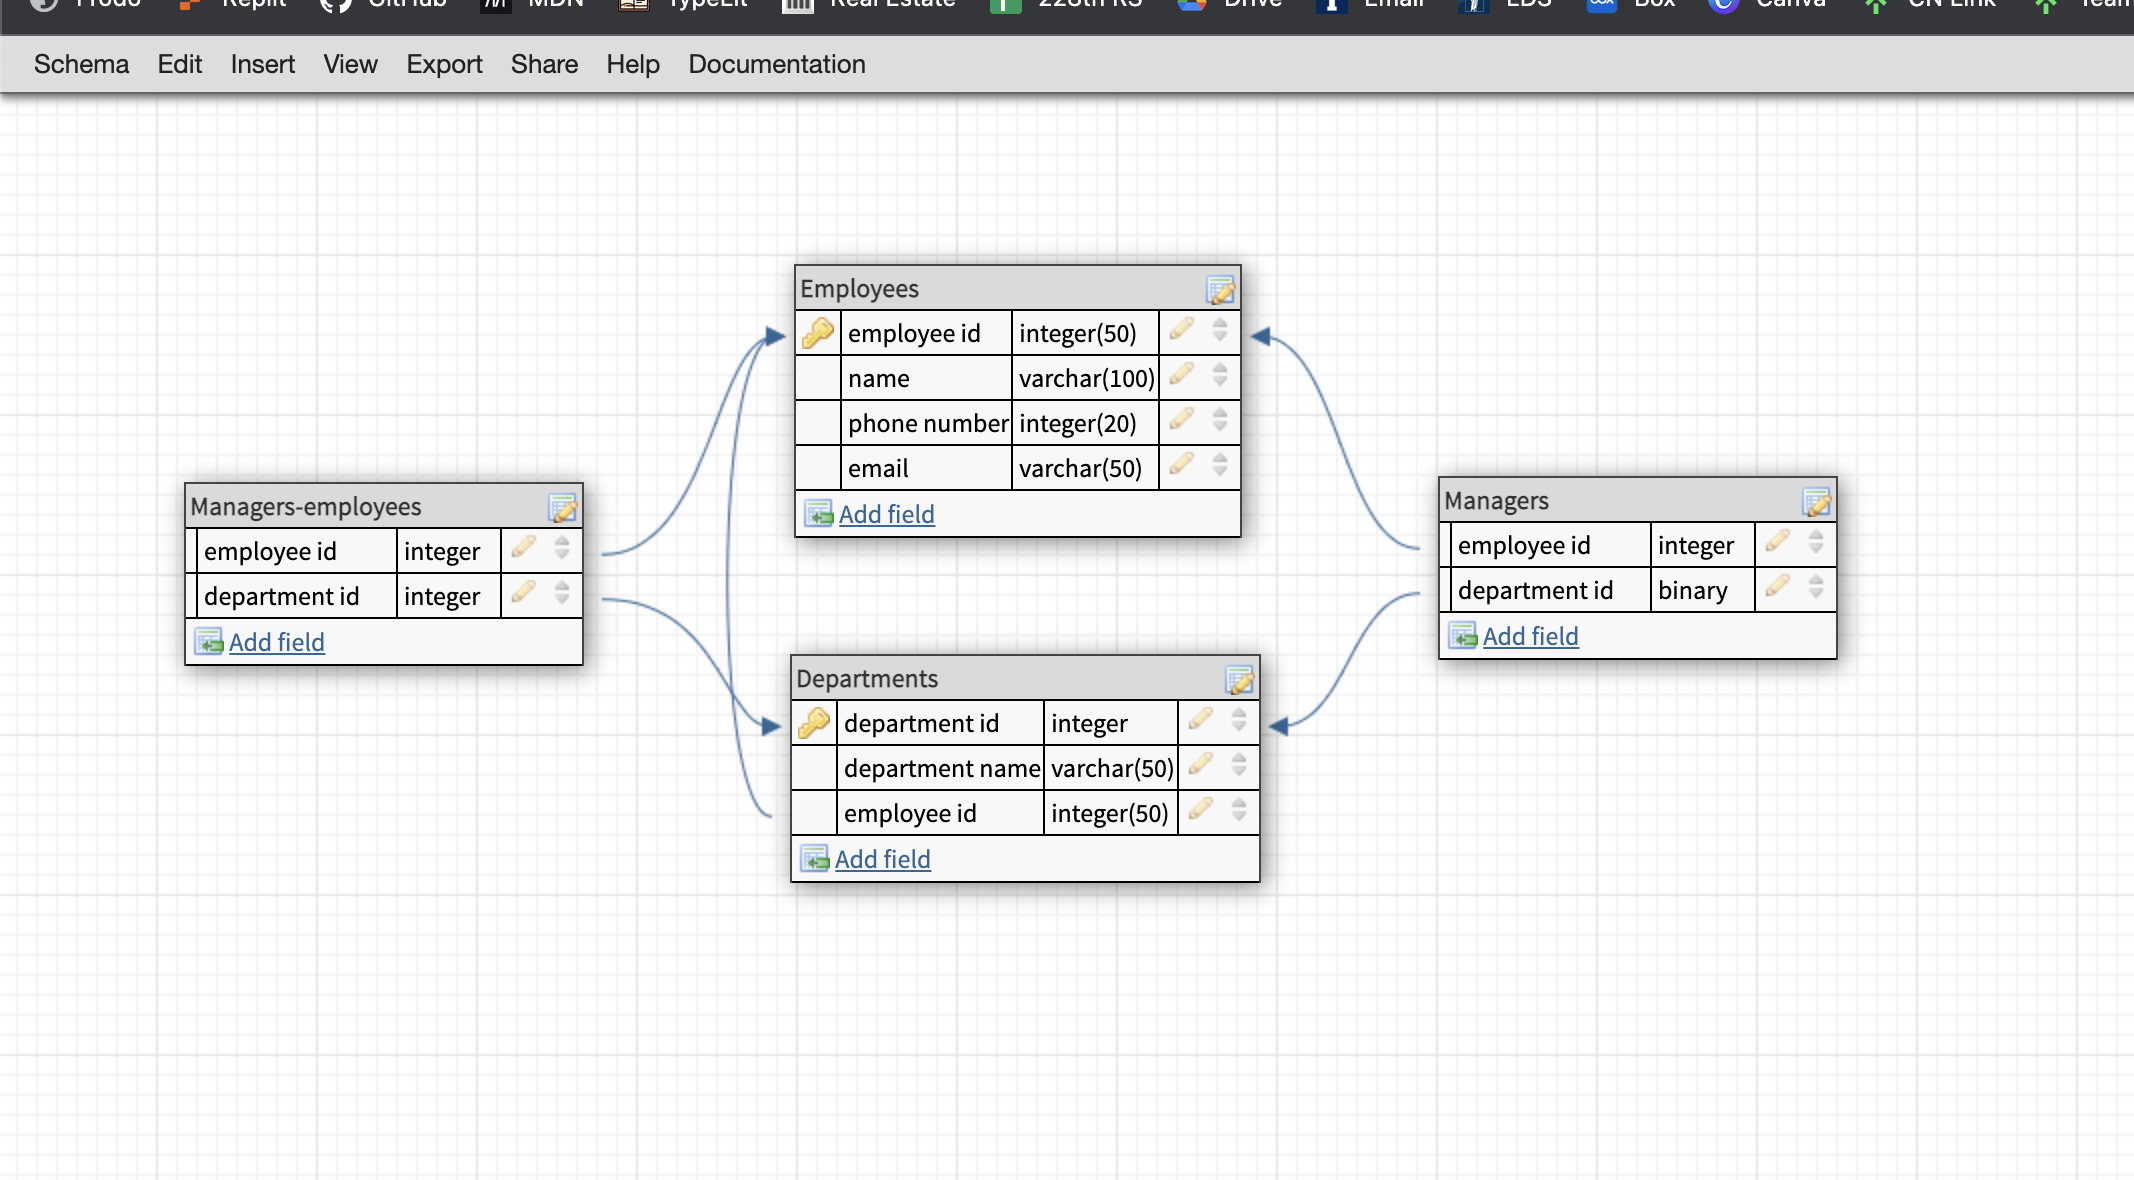 Replit GitHub MDN TypeLit Real Estate 228th RS Drive Email LDS Box Canva CN Link
Schema Edit Insert View Export Share Help Documentation
Employees
employee id integer(50)
name varchar(100)
phone number integer(20)
email varchar(50)
Add field
Managers-employees
employee id integer
department id integer
Add field
Managers
employee id integer
department id binary
Add field
Departments
department id integer
department name varchar(50)
employee id integer(50)
Add field